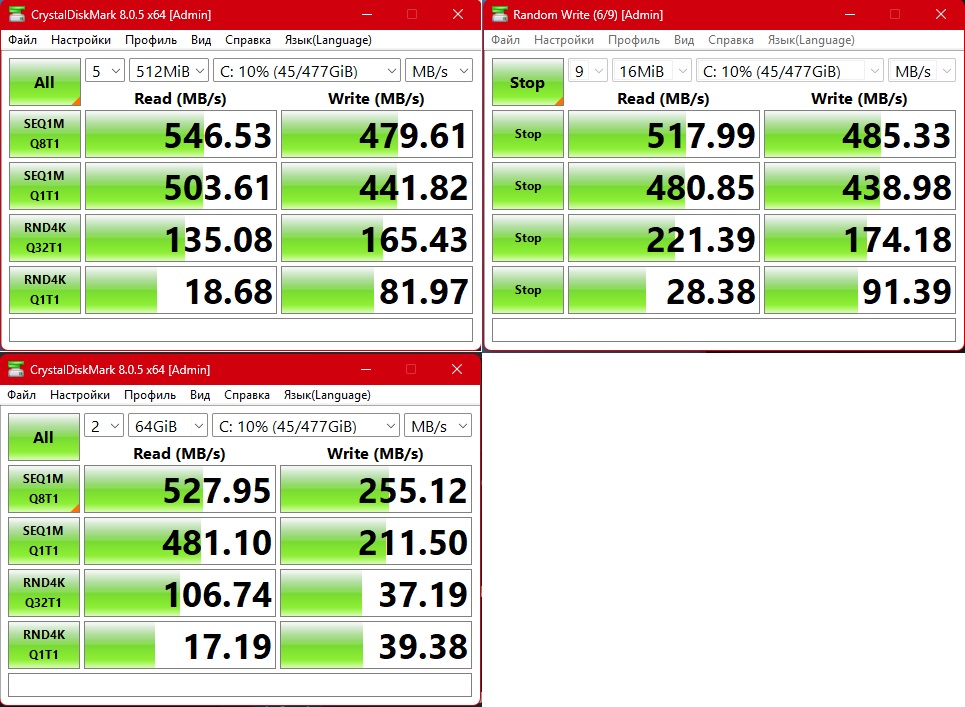 CrystalDiskMark 8.0.5 x64 [Admin]
Файл Настройки Профиль Вид Справка Язык(Language)
All 5 512MiB C: 10% (45/477GiB) MB/s
Read (MB/s) Write (MB/s)
SEQ1M Q8T1 546.53 479.61
SEQ1M Q1T1 503.61 441.82
RND4K Q32T1 135.08 165.43
RND4K Q1T1 18.68 81.97
Random Write (6/9) [Admin]
Файл Настройки Профиль Вид Справка Язык(Language)
Stop 9 16MiB C: 10% (45/477GiB) MB/s
Read (MB/s) Write (MB/s)
Stop 517.99 485.33
Stop 480.85 438.98
Stop 221.39 174.18
Stop 28.38 91.39
CrystalDiskMark 8.0.5 x64 [Admin]
Файл Настройки Профиль Вид Справка Язык(Language)
All 2 64GiB C: 10% (45/477GiB) MB/s
Read (MB/s) Write (MB/s)
SEQ1M Q8T1 527.95 255.12
SEQ1M Q1T1 481.10 211.50
RND4K Q32T1 106.74 37.19
RND4K Q1T1 17.19 39.38